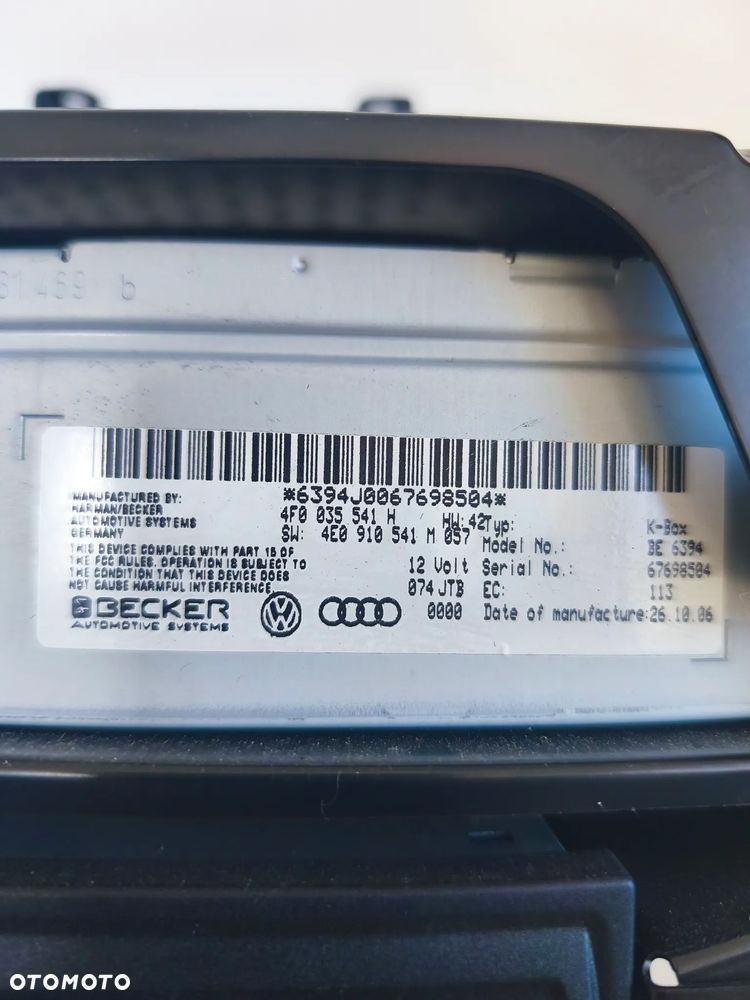 61.469 b
*6394J0067698504*
MANUFACTURED BY:
HARMAN/BECKER
AUTOMOTIVE SYSTEMS
GERMANY
THIS DEVICE COMPLIES WITH PART 15 OF
THE FCC RULES. OPERATION IS SUBJECT TO
THE CONDITION THAT THIS DEVICE DOES
NOT CAUSE HARMFUL INTERFERENCE.
BECKER
AUTOMOTIVE SYSTEMS
4F0 035 541 H HW:42
SW: 4E0 910 541 M 057
12 Volt
074JTB
0000
Typ: K-Box
Model No.: BE 6394
Serial No.: 67698504
EC: 113
Date of manufacture:26.10.06
OTOMOTO